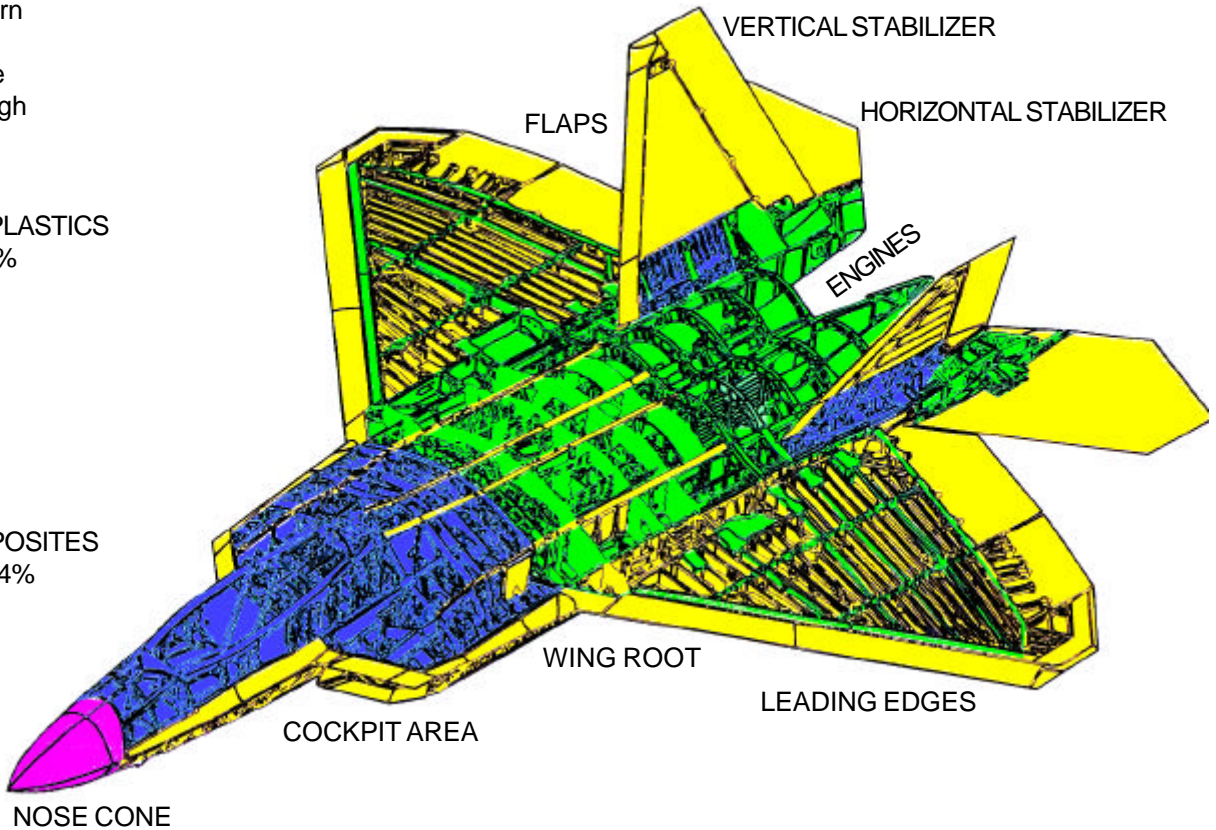 rn
e
gh
PLASTICS
%
POSITES
4%
VERTICAL STABILIZER
HORIZONTAL STABILIZER
FLAPS
ENGINES
WING ROOT
LEADING EDGES
COCKPIT AREA
NOSE CONE